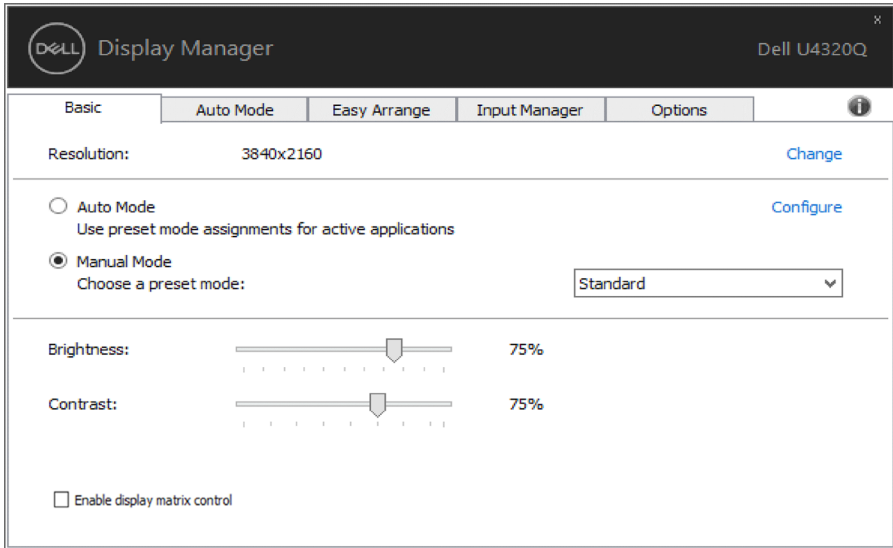 x
DELL Display Manager Dell U4320Q
Basic Auto Mode Easy Arrange Input Manager Options
Resolution: 3840x2160 Change
Auto Mode Configure
Use preset mode assignments for active applications
Manual Mode
Choose a preset mode: Standard
Brightness: 75%
Contrast: 75%
Enable display matrix control